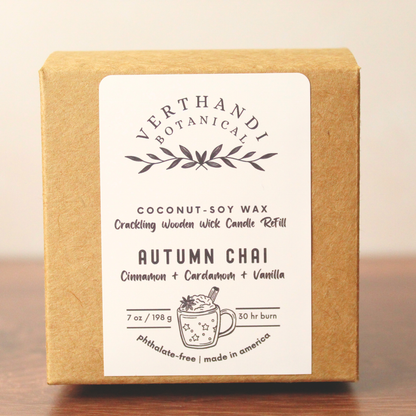 VERTHANDI
BOTANICAL
COCONUT-SOY WAX
Crackling Wooden Wick Candle Refill
AUTUMN CHAI
Cinnamon + Cardamom + Vanilla
7 oz / 198 g 30 hr burn
phthalate-free | made in america